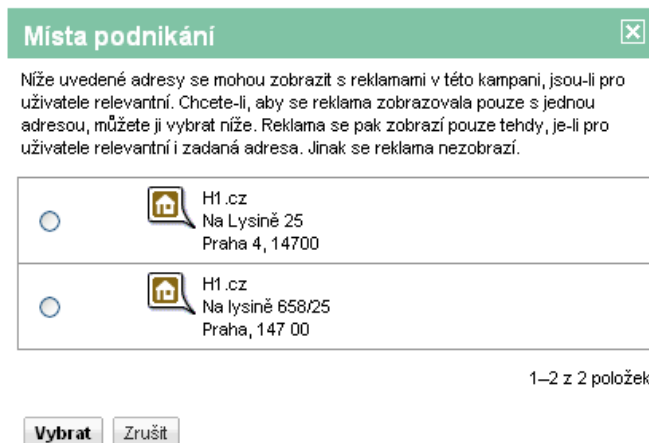 Místa podnikání
Níže uvedené adresy se mohou zobrazit s reklamami v této kampani, jsou-li pro
uživatele relevantní. Chcete-li, aby se reklama zobrazovala pouze s jednou
adresou, můžete ji vybrat níže. Reklama se pak zobrazí pouze tehdy, je-li pro
uživatele relevantní i zadaná adresa. Jinak se reklama nezobrazí.
H1.cz
Na Lysině 25
Praha 4, 14700
H1.cz
Na lysině 658/25
Praha, 147 00
1–2 z 2 položek
Vybrat Zrušit